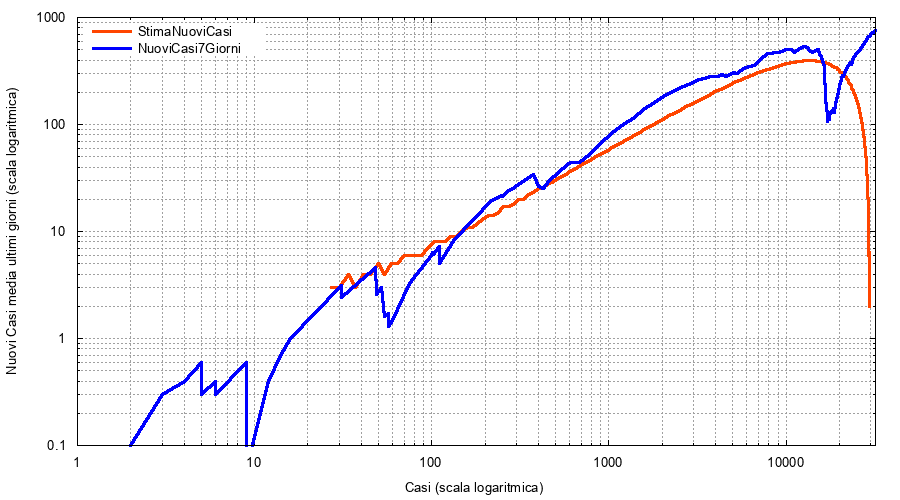 1000
StimaNuoviCasi
NuoviCasi7Giorni
100
10
1
0.1
Nuovi Casi media ultimi giorni (scala logaritmica)
1 10 100 1000 10000
Casi (scala logaritmica)